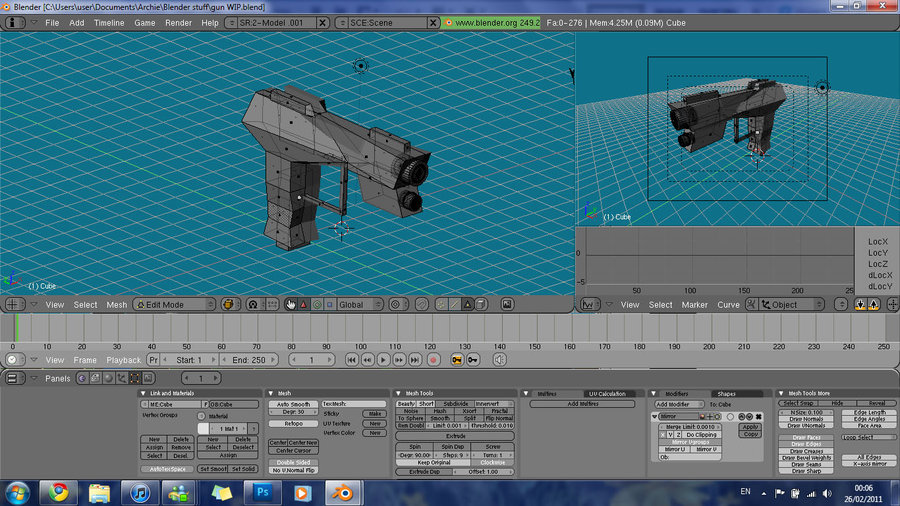 Blender [C:\Users\user\Documents\Archie\Blender stuff\gun WIP.blend]
File Add Timeline Game Render Help SR:2-Model .001 SCE:Scene www.blender.org 249.2 Fa:0-276 | Mem:4.25M (0.09M) Cube
(1) Cube
(1) Cube
LocX
LocY
LocZ
dLocX
dLocY
0
-5
50 100 150 200 25
View Select Mesh Edit Mode Global
View Select Marker Curve Object
0 10 20 30 40 50 60 70 80 90 100 110 120 130 140 150 160 170 180 190 200 210 220 230 240 250
View Frame Playback Pr Start: 1 End: 250 1
Panels 1
Link and Materials
ME:Cube F OB:Cube
Vertex Groups
Material
1 Mat 1
New Delete New Delete
Assign Remove Select Deselect
Select Desel. Assign
AutoTexSpace Set Smooth Set Solid
Mesh
Auto Smooth
Degr: 30
Retopo
TexMesh:
Sticky Make
UV Texture New
Vertex Color New
Center Center New
Center Cursor
Double Sided
No V.Normal Flip
Mesh Tools
Beauty Short Subdivide Innervert
Noise Hash Xsort Fractal
To Sphere Smooth Split Flip Normal
Rem Doubl Limit: 0.001 Threshold: 0.010
Extrude
Spin Spin Dup Screw
Degr: 90.00 Steps: 9 Turns: 1
Keep Original Clockwise
Extrude Dup Offset: 1.00
Multires UV Calculation
Add Multires
Modifiers Shapes
Add Modifier To: Cube
Mirror
Merge Limit: 0.0010
X Y Z Do Clipping
Mirror Vgroups
Mirror U Mirror V
Ob:
Apply
Copy
Mesh Tools More
Select Swap Hide Reveal
NSize: 0.100
Draw Normals
Draw VNormals
Edge Length
Edge Angles
Face Area
Draw Faces
Draw Edges
Draw Creases
Draw Bevel Weights
Draw Seams
Draw Sharp
Loop Select
All Edges
X-axis mirror
EN
00:06
26/02/2011